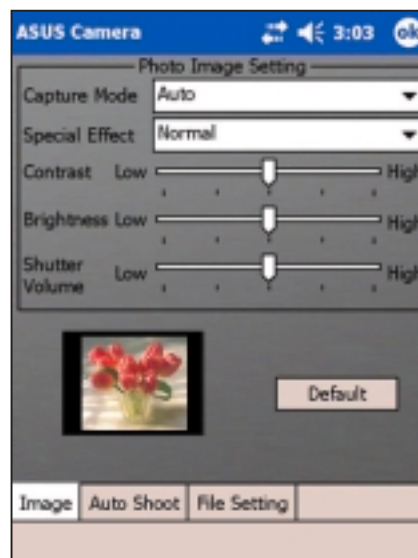 ASUS Camera 3:03 ok
Photo Image Setting
Capture Mode Auto
Special Effect Normal
Contrast Low High
Brightness Low High
Shutter Volume Low High
Default
Image Auto Shoot File Setting